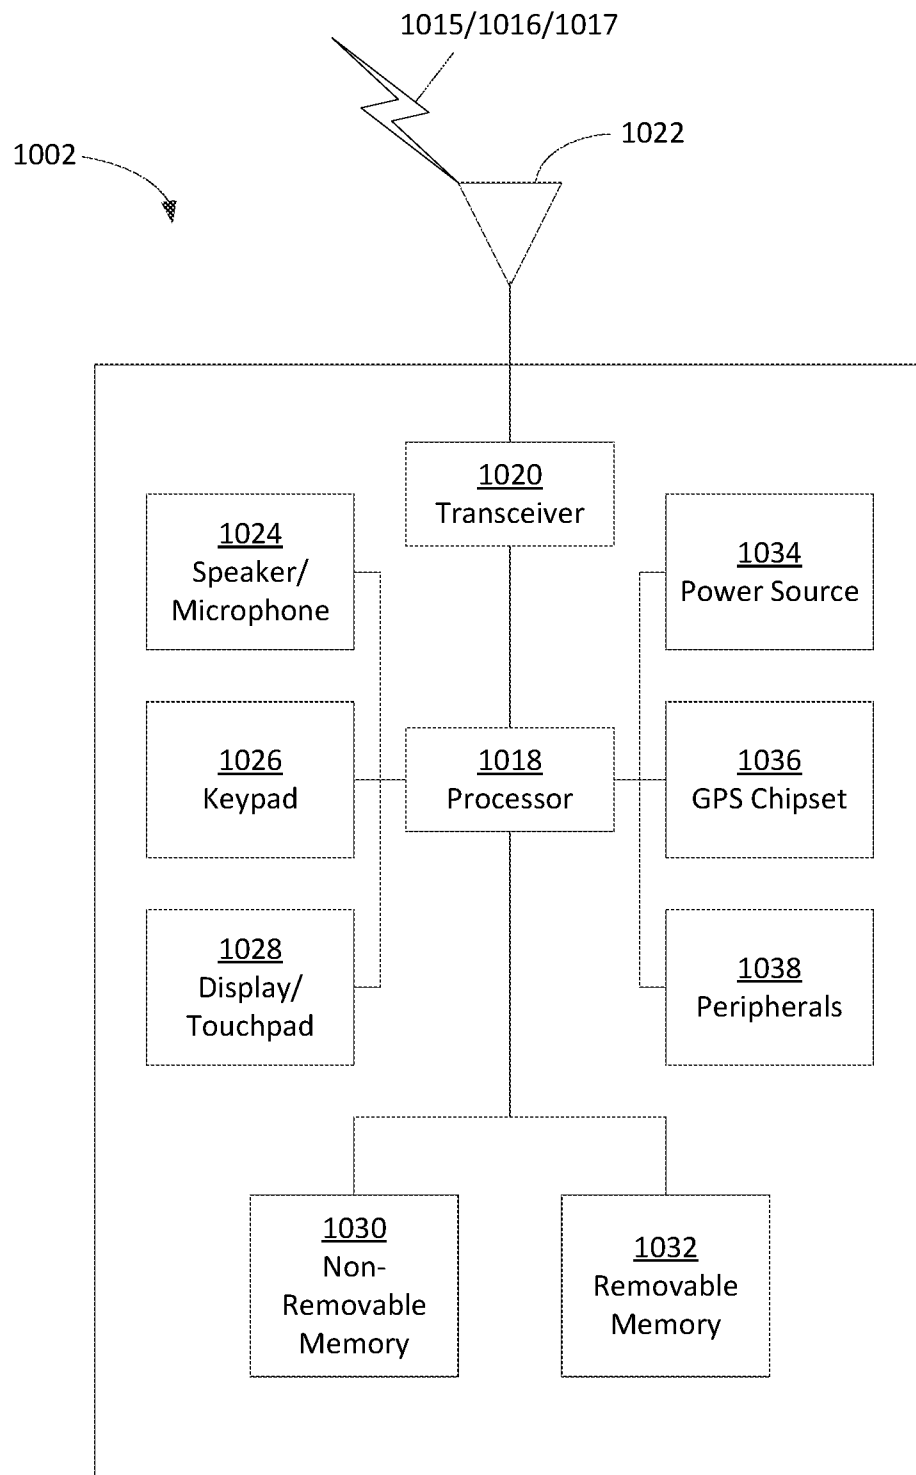 1015/1016/1017
1022
1002
1020
Transceiver
1024
Speaker/
Microphone
1034
Power Source
1026
Keypad
1018
Processor
1036
GPS Chipset
1028
Display/
Touchpad
1038
Peripherals
1030
Non-
Removable
Memory
1032
Removable
Memory